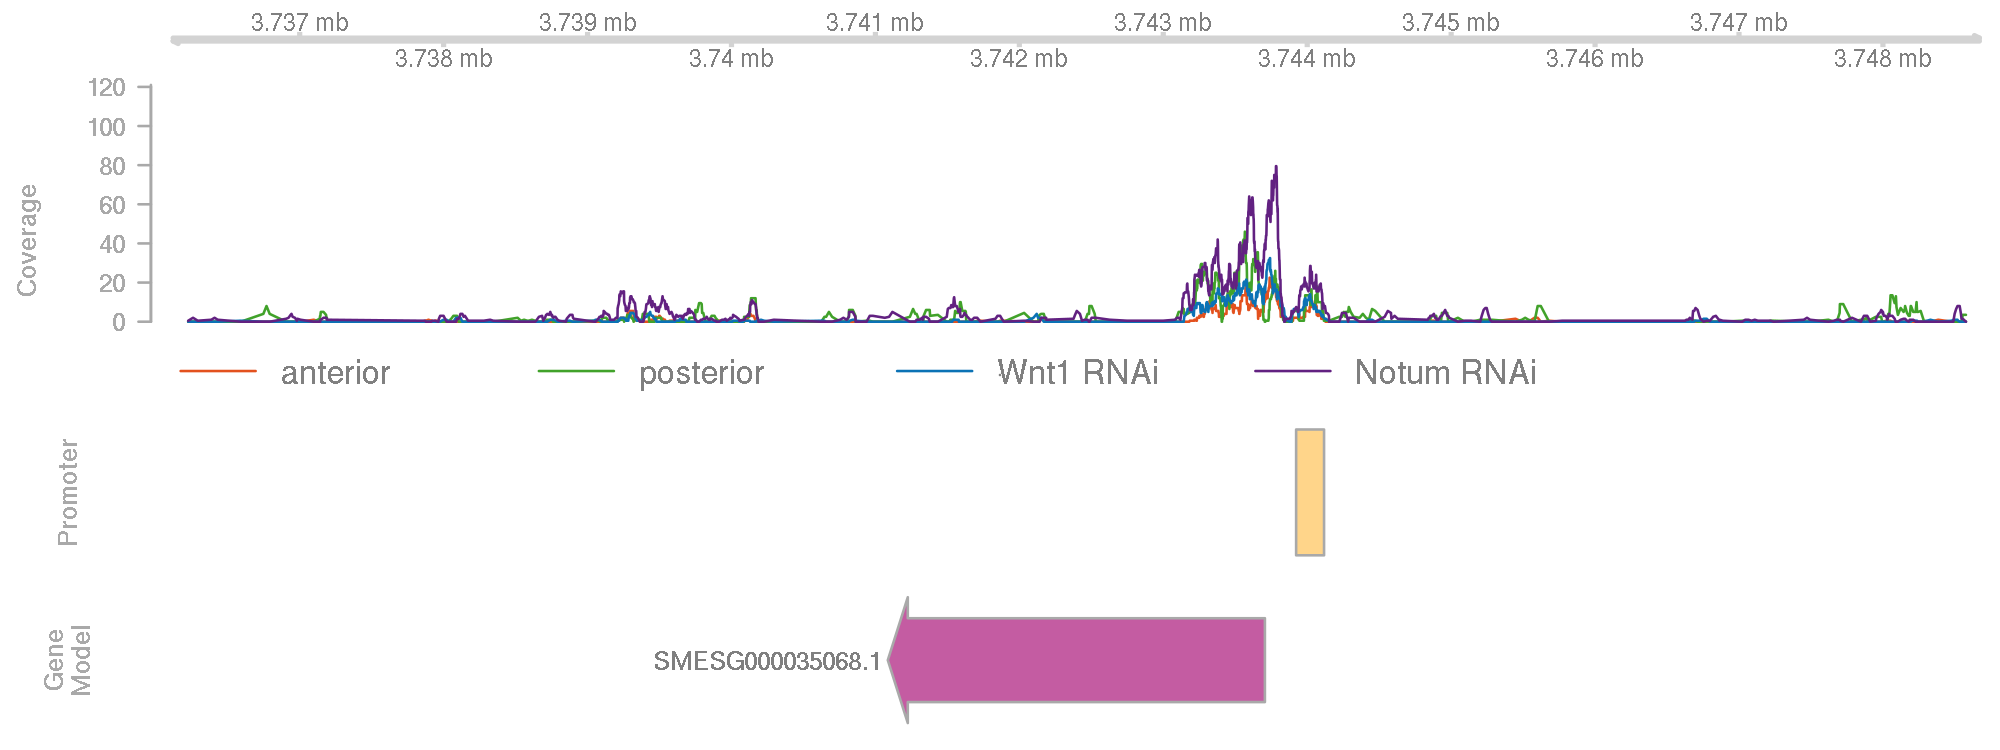 3.737 mb 3.739 mb 3.741 mb 3.743 mb 3.745 mb 3.747 mb
3.738 mb 3.74 mb 3.742 mb 3.744 mb 3.746 mb 3.748 mb
120
100
80
60
40
20
0
Coverage
anterior posterior Wnt1 RNAi Notum RNAi
Promoter
Gene
Model
SMESG000035068.1